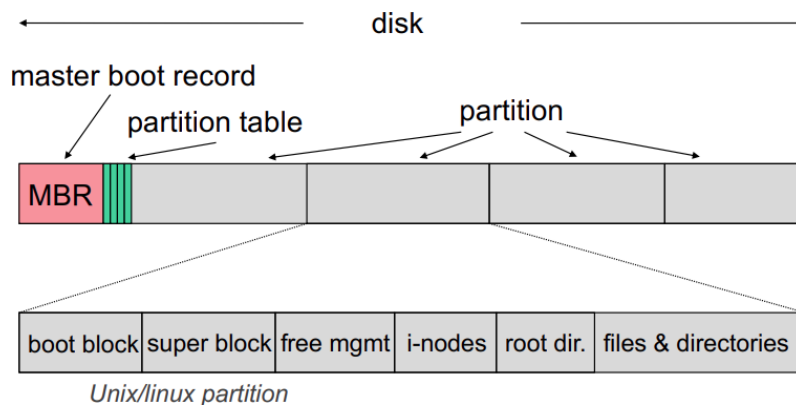 disk
master boot record
partition table
partition
MBR
boot block
super block
free mgmt
i-nodes
root dir.
files & directories
Unix/linux partition